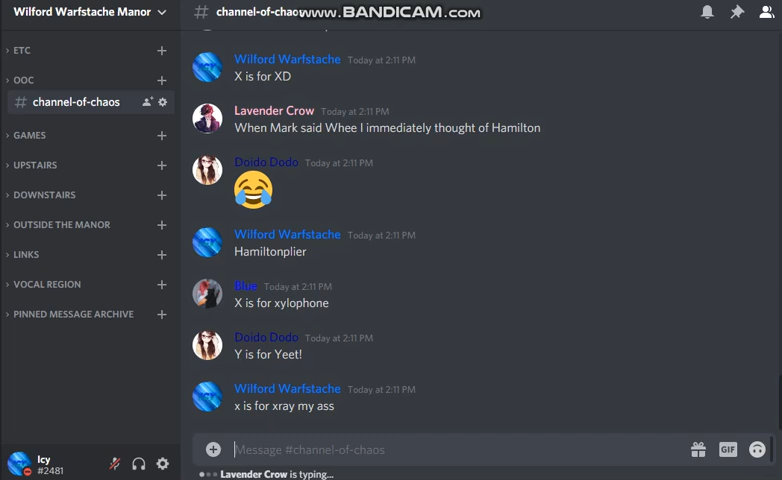 Wilford Warfstache Manor
ETC
OOC
# channel-of-chaos
GAMES
UPSTAIRS
DOWNSTAIRS
OUTSIDE THE MANOR
LINKS
VOCAL REGION
PINNED MESSAGE ARCHIVE
Icy
#2481
# channel-of-chao
www.BANDICAM.com
Wilford Warfstache Today at 2:11 PM
X is for XD
Lavender Crow Today at 2:11 PM
When Mark said Whee I immediately thought of Hamilton
Doido Dodo Today at 2:11 PM
Wilford Warfstache Today at 2:11 PM
Hamiltonplier
Blue Today at 2:11 PM
X is for xylophone
Doido Dodo Today at 2:11 PM
Y is for Yeet!
Wilford Warfstache Today at 2:11 PM
x is for xray my ass
Message #channel-of-chaos
GIF
Lavender Crow is typing...